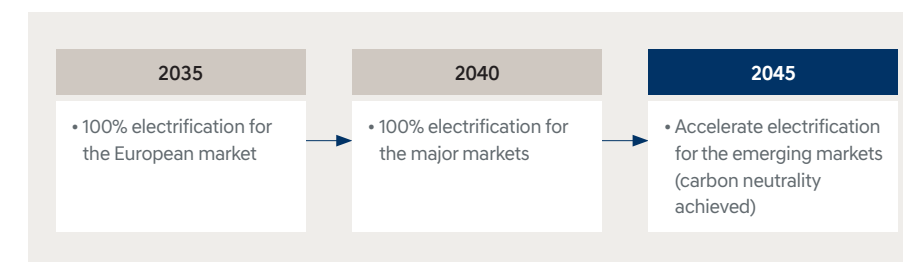 2035
• 100% electrification for
the European market
2040
• 100% electrification for
the major markets
2045
• Accelerate electrification
for the emerging markets
(carbon neutrality
achieved)